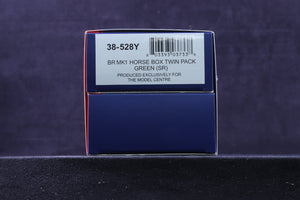 38-528Y
BR MK1 HORSE BOX TWIN PACK
GREEN (SR)
PRODUCED EXCLUSIVELY FOR
THE MODEL CENTRE